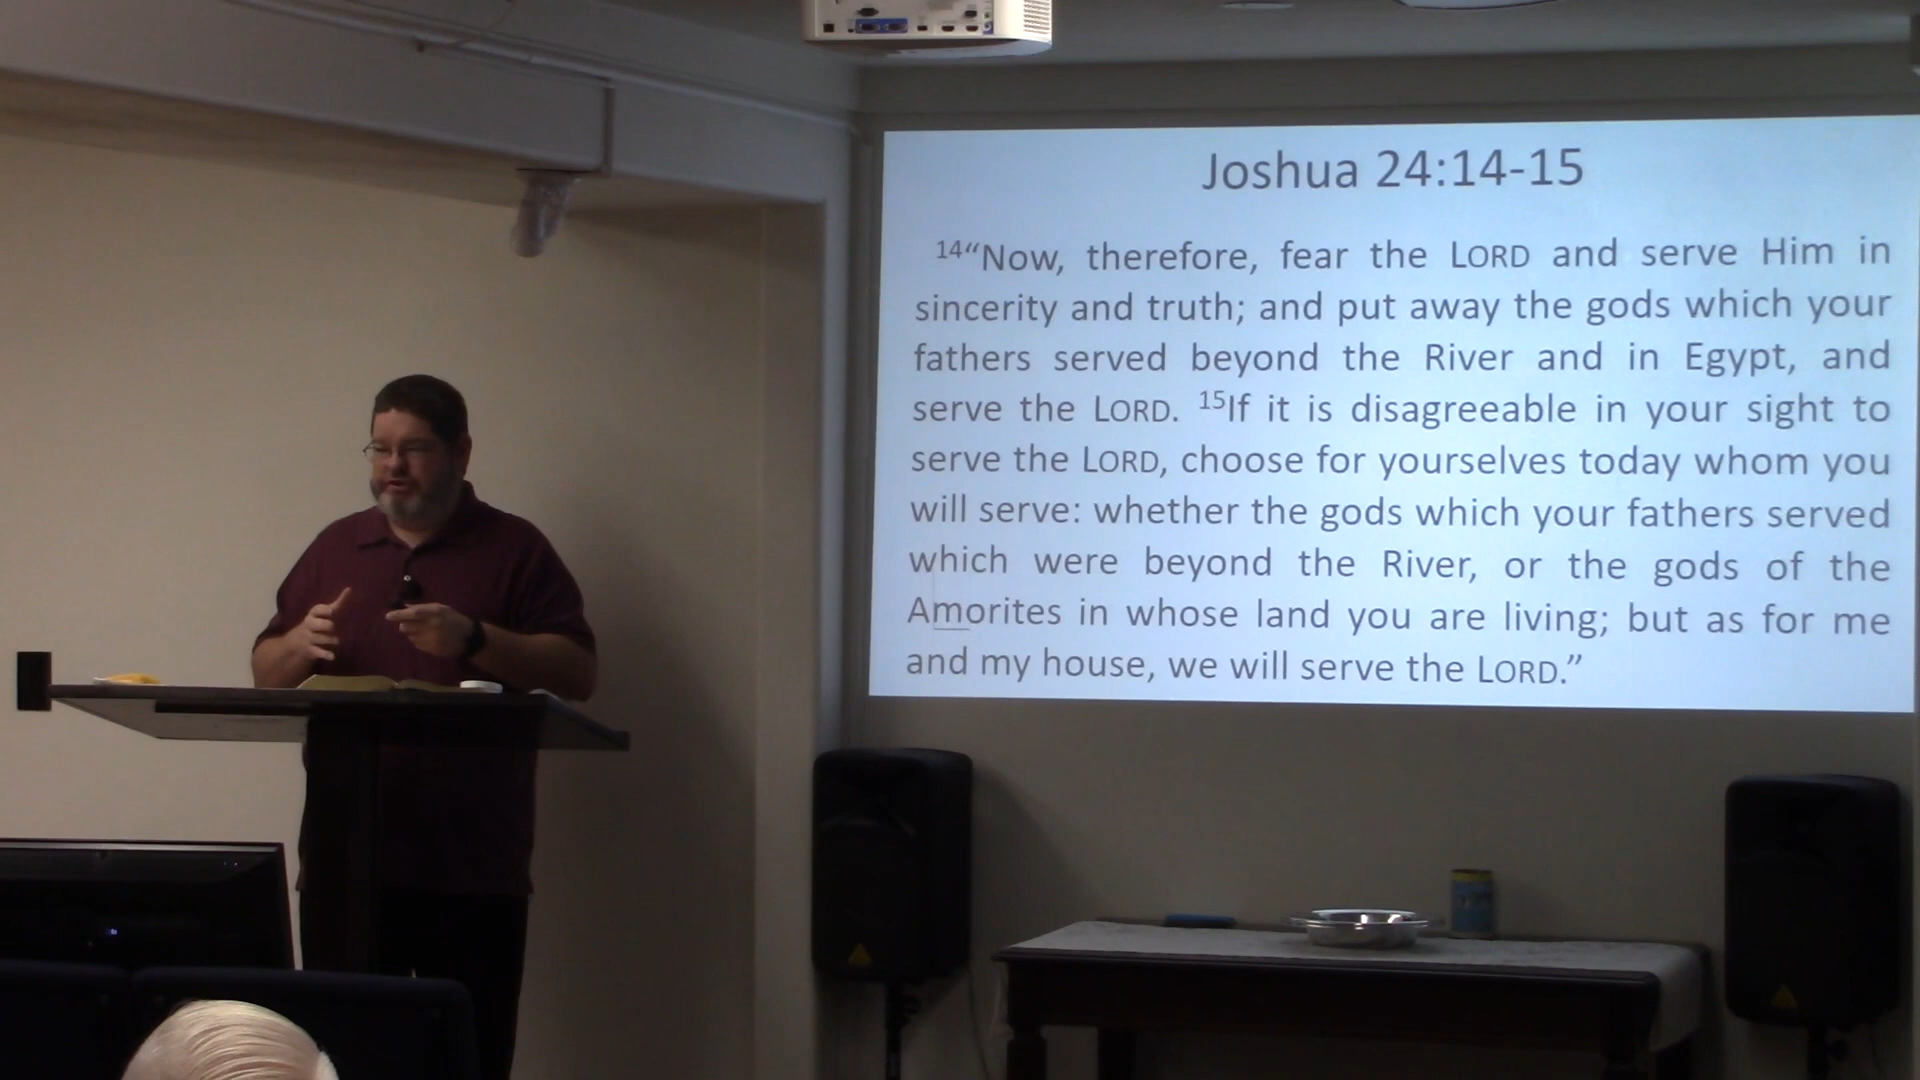 Joshua 24:14-15
14“Now, therefore, fear the LORD and serve Him in
sincerity and truth; and put away the gods which your
fathers served beyond the River and in Egypt, and
serve the LORD. 15If it is disagreeable in your sight to
serve the LORD, choose for yourselves today whom you
will serve: whether the gods which your fathers served
which were beyond the River, or the gods of the
Amorites in whose land you are living; but as for me
and my house, we will serve the LORD.”